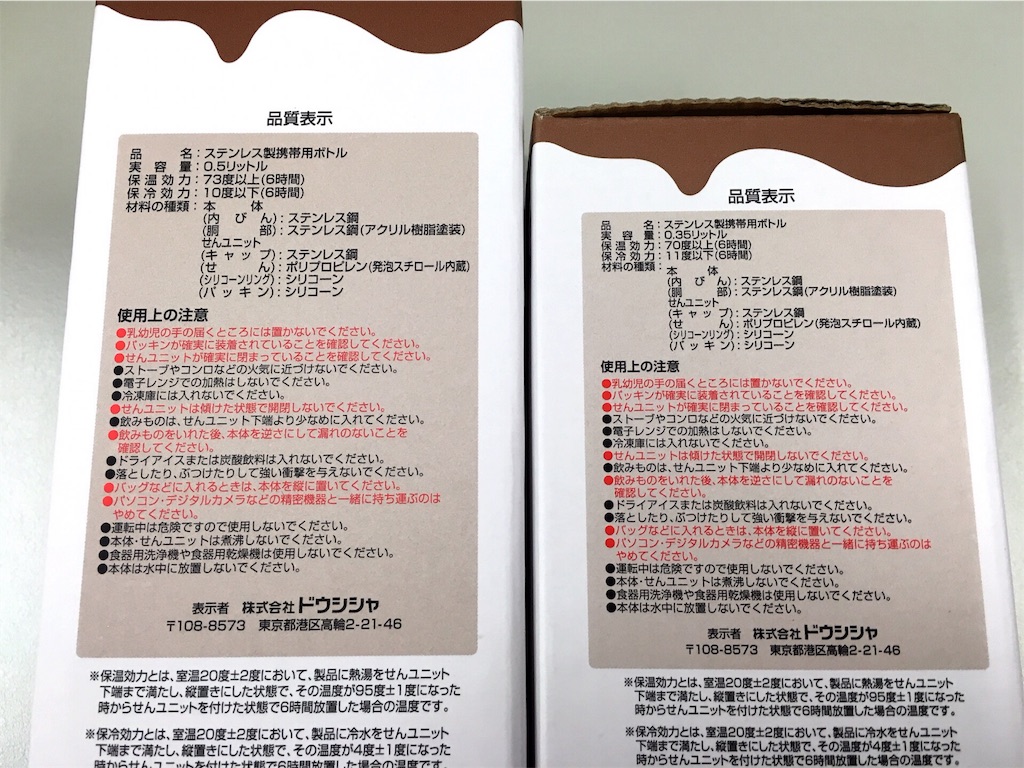 品質表示
品　　　名：ステンレス製携帯用ボトル
実　容　量：0.5リットル
保温効力：73度以上(6時間)
保冷効力：10度以下(6時間)
材料の種類：本　　体
(内　び　ん)：ステンレス鋼
(胴　　　部)：ステンレス鋼(アクリル樹脂塗装)
せんユニット
(キ ャ ッ プ)：ステンレス鋼
(せ　　　ん)：ポリプロピレン(発泡スチロール内蔵)
(シリコーンリング)：シリコーン
(パ ッ キ ン)：シリコーン
使用上の注意
●乳幼児の手の届くところには置かないでください。
●パッキンが確実に装着されていることを確認してください。
●せんユニットが確実に閉まっていることを確認してください。
●ストーブやコンロなどの火気に近づけないでください。
●電子レンジでの加熱はしないでください。
●冷凍庫には入れないでください。
●せんユニットは傾けた状態で開閉しないでください。
●飲みものは、せんユニット下端より少なめに入れてください。
●飲みものをいれた後、本体を逆さにして漏れのないことを
確認してください。
●ドライアイスまたは炭酸飲料は入れないでください。
●落としたり、ぶつけたりして強い衝撃を与えないでください。
●バッグなどに入れるときは、本体を縦に置いてください。
●パソコン・デジタルカメラなどの精密機器と一緒に持ち運ぶのは
やめてください。
●運転中は危険ですので使用しないでください。
●本体・せんユニットは煮沸しないでください。
●食器用洗浄機や食器用乾燥機は使用しないでください。
●本体は水中に放置しないでください。
表示者　株式会社ドウシシャ
〒108-8573　東京都港区高輪2-21-46
※保温効力とは、室温20度±2度において、製品に熱湯をせんユニット
下端まで満たし、縦置きにした状態で、その温度が95度±1度になった
時からせんユニットを付けた状態で6時間放置した場合の温度です。
※保冷効力とは、室温20度±2度において、製品に冷水をせんユニット
下端まで満たし、縦置きにした状態で、その温度が4度±1度になった
時からせんユニットを付けた状態で6時間放置した場合の温度です。
品質表示
品　　　名：ステンレス製携帯用ボトル
実　容　量：0.35リットル
保温効力：70度以上(6時間)
保冷効力：11度以下(6時間)
材料の種類：本　　体
(内　び　ん)：ステンレス鋼
(胴　　　部)：ステンレス鋼(アクリル樹脂塗装)
せんユニット
(キ ャ ッ プ)：ステンレス鋼
(せ　　　ん)：ポリプロピレン(発泡スチロール内蔵)
(シリコーンリング)：シリコーン
(パ ッ キ ン)：シリコーン
使用上の注意
●乳幼児の手の届くところには置かないでください。
●パッキンが確実に装着されていることを確認してください。
●せんユニットが確実に閉まっていることを確認してください。
●ストーブやコンロなどの火気に近づけないでください。
●電子レンジでの加熱はしないでください。
●冷凍庫には入れないでください。
●せんユニットは傾けた状態で開閉しないでください。
●飲みものは、せんユニット下端より少なめに入れてください。
●飲みものをいれた後、本体を逆さにして漏れのないことを
確認してください。
●ドライアイスまたは炭酸飲料は入れないでください。
●落としたり、ぶつけたりして強い衝撃を与えないでください。
●バッグなどに入れるときは、本体を縦に置いてください。
●パソコン・デジタルカメラなどの精密機器と一緒に持ち運ぶのは
やめてください。
●運転中は危険ですので使用しないでください。
●本体・せんユニットは煮沸しないでください。
●食器用洗浄機や食器用乾燥機は使用しないでください。
●本体は水中に放置しないでください。
表示者　株式会社ドウシシャ
〒108-8573　東京都港区高輪2-21-46
※保温効力とは、室温20度±2度において、製品に熱湯をせんユニット
下端まで満たし、縦置きにした状態で、その温度が95度±1度になった
時からせんユニットを付けた状態で6時間放置した場合の温度です。
※保冷効力とは、室温20度±2度において、製品に冷水をせんユニット
下端まで満たし、縦置きにした状態で、その温度が4度±1度になった
時からせんユニットを付けた状態で6時間放置した場合の温度です。